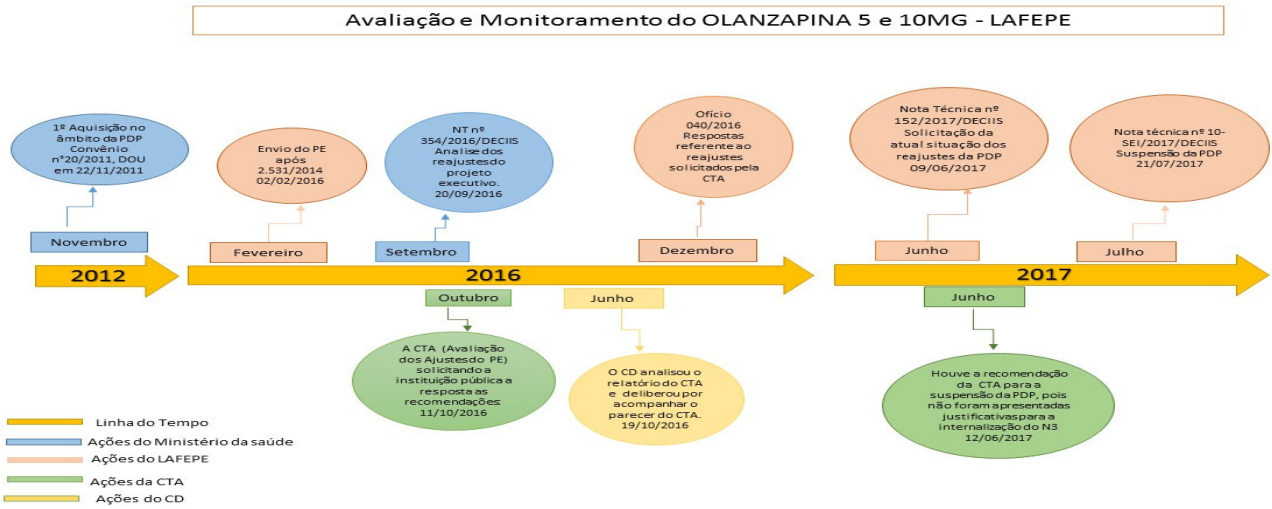 Avaliação e Monitoramento do OLANZAPINA 5 e 10MG - LAFEPE
1º Aquisição no
âmbito da PDP
Convênio
n°20/2011, DOU
em 22/11/2011
Novembro
Envio do PE
após
2.531/2014
02/02/2016
Fevereiro
NT nº
354/2016/DECIIS
Analise dos
reajustes do
projeto
executivo.
20/09/2016
Setembro
Ofício
040/2016
Respostas
referente ao
reajustes
solicitados pela
CTA
Dezembro
Nota Técnica nº
152/2017/DECIIS
Solicitação da
atual situação dos
reajustes da PDP
09/06/2017
Junho
Nota técnica nº 10-
SEI/2017/DECIIS
Suspensão da PDP
21/07/2017
Julho
2012
2016
2017
Outubro
A CTA (Avaliação
dos Ajustes do PE)
solicitando a
instituição pública a
resposta as
recomendações:
11/10/2016
Junho
O CD analisou o
relatório do CTA
e deliberou por
acompanhar o
parecer do CTA.
19/10/2016
Junho
Houve a recomendação
da CTA para a
suspensão da PDP, pois
não foram apresentadas
justificativas para a
internalização do N3
12/06/2017
Linha do Tempo
Ações do Ministério da saúde
Ações do LAFEPE
Ações da CTA
Ações do CD